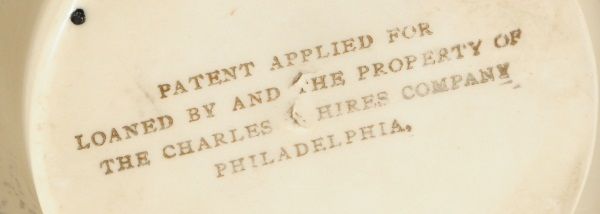 PATENT APPLIED FOR
LOANED BY AND THE PROPERTY OF
THE CHARLES HIRES COMPANY
PHILADELPHIA.